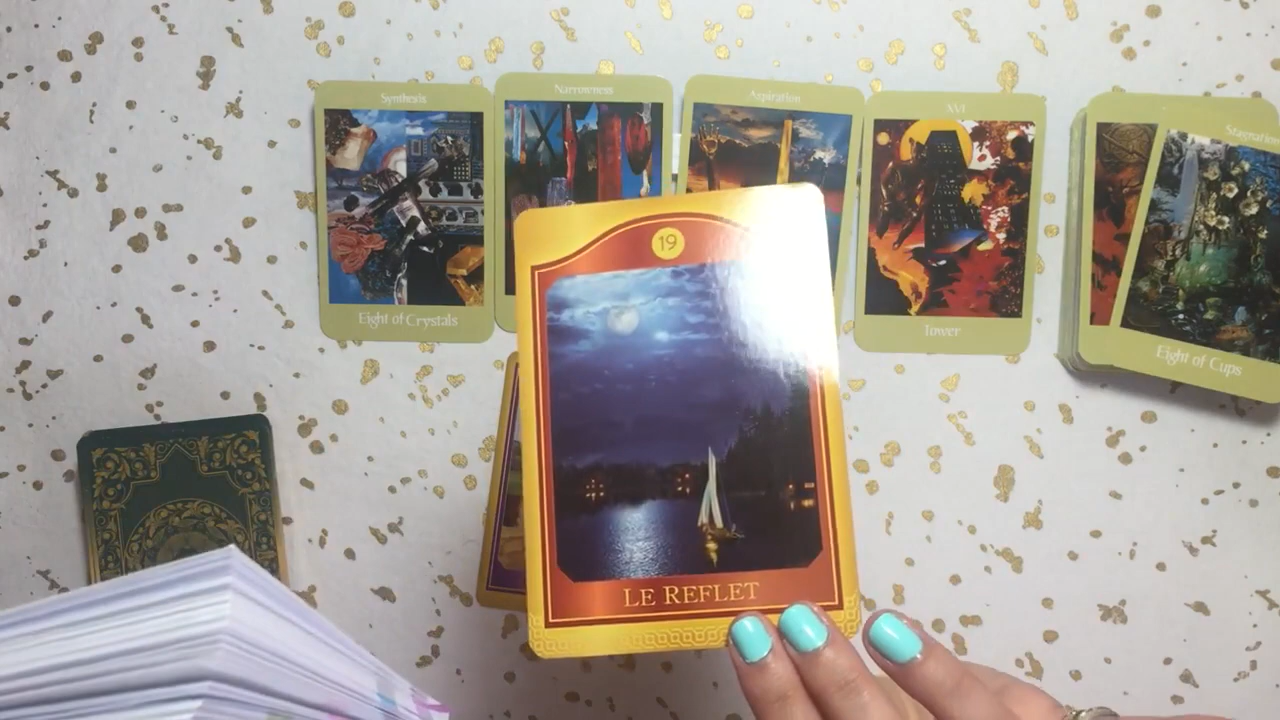 Synthesis
Narrowness
Aspiration
XVI
Stagnation
Eight of Crystals
Tower
Eight of Cups
19
LE REFLET